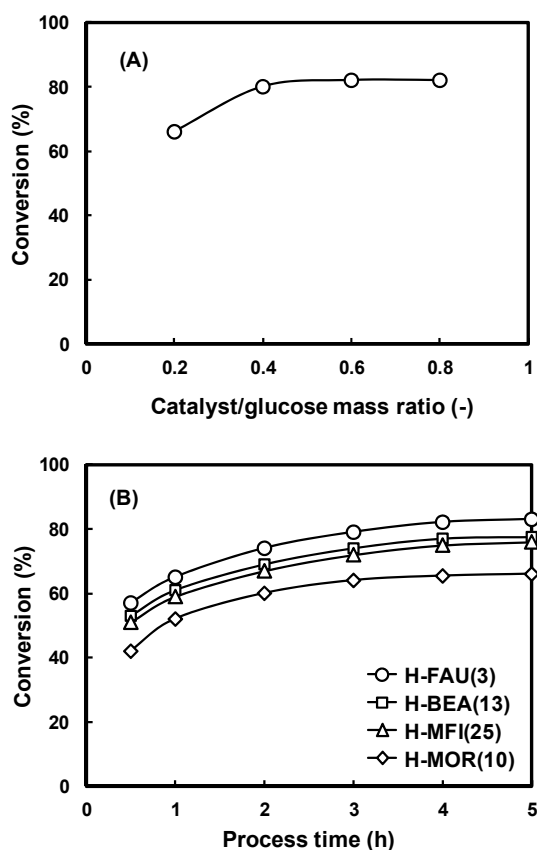 (A)
Conversion (%)
100
80
60
40
20
0
0 0.2 0.4 0.6 0.8 1
Catalyst/glucose mass ratio (-)
(B)
Conversion (%)
100
80
60
40
20
0
H-FAU(3)
H-BEA(13)
H-MFI(25)
H-MOR(10)
0 1 2 3 4 5
Process time (h)